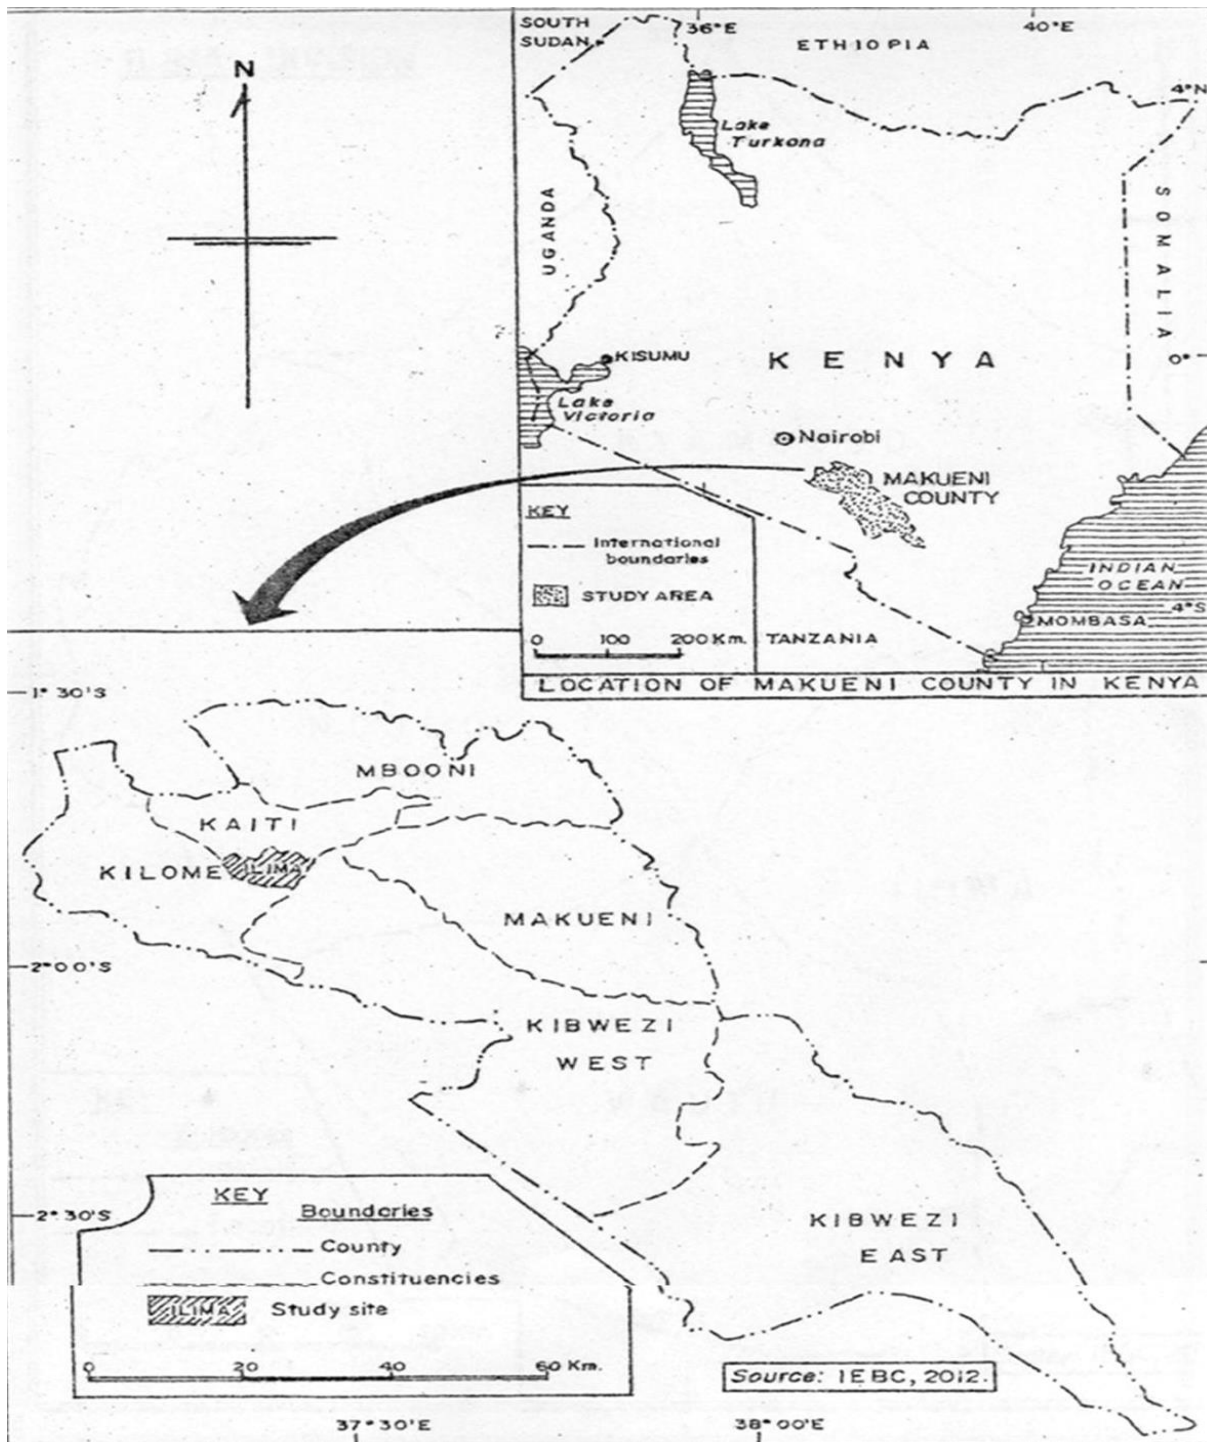 N
SOUTH
SUDAN
36°E
40°E
ETHIOPIA
4°N
Lake
Turkona
UGANDA
SOMALIA
KISUMU
KENYA
0°
Lake
Victoria
Nairobi
MAKUENI
COUNTY
KEY
International
boundaries
STUDY AREA
INDIAN
OCEAN
4°S
MOMBASA
0 100 200 Km.
TANZANIA
LOCATION OF MAKUENI COUNTY IN KENYA
1° 30'S
MBOONI
KAITI
KILOME
ILIMA
MAKUENI
2°00'S
KIBWEZI
WEST
2°30'S
KIBWEZI
EAST
KEY
Boundaries
County
Constituencies
ILIMA Study site
0 20 40 60 Km.
Source: IEBC, 2012.
37°30'E
38°00'E